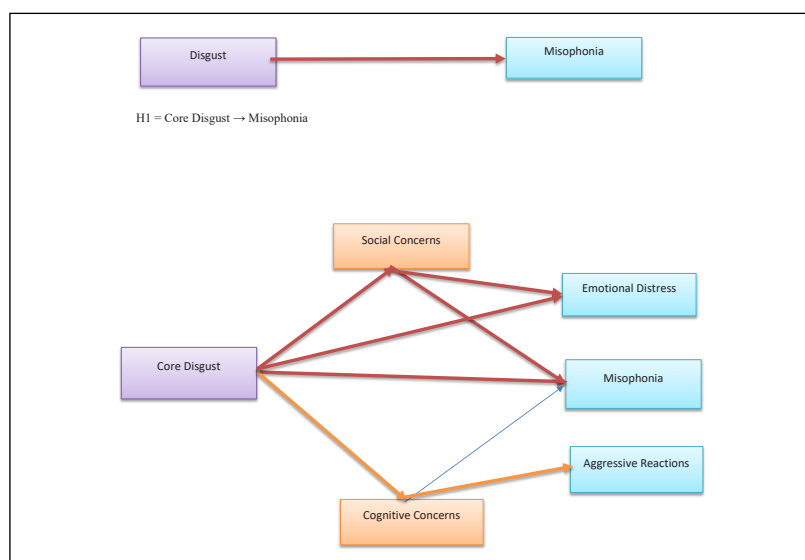 Disgust
Misophonia
H1 = Core Disgust → Misophonia
Social Concerns
Emotional Distress
Core Disgust
Misophonia
Aggressive Reactions
Cognitive Concerns